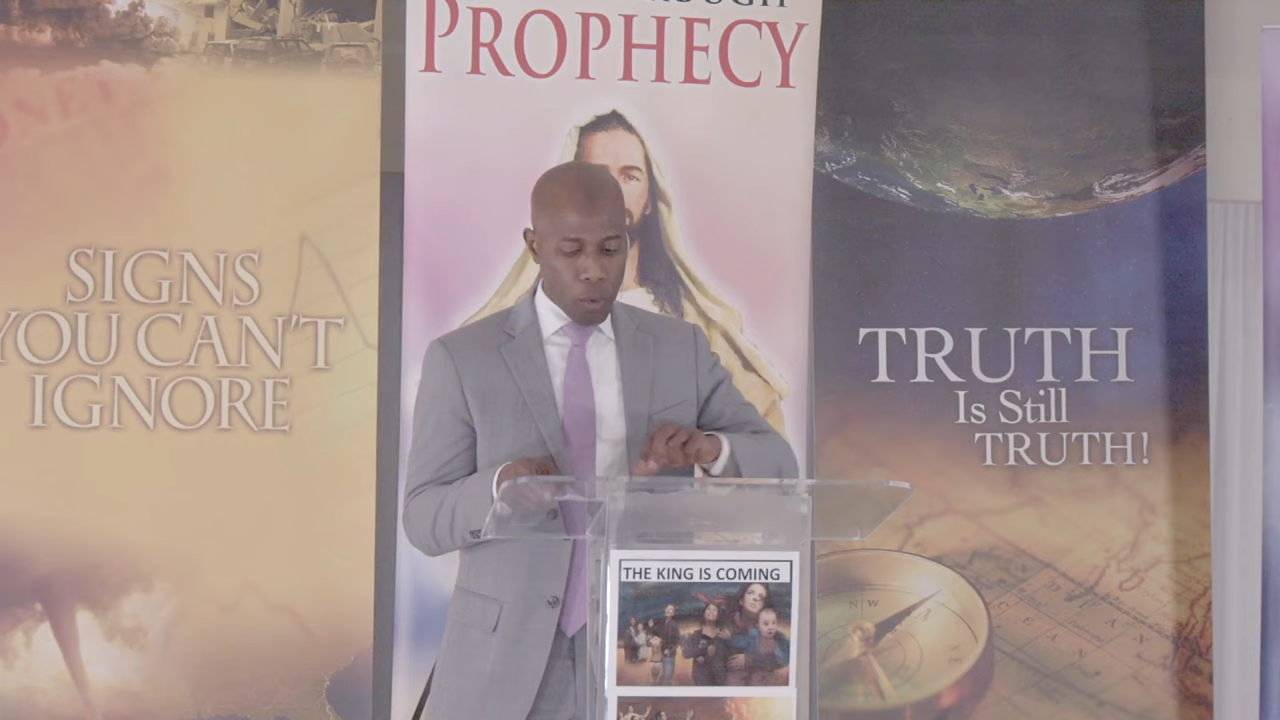 SIGNS
YOU CAN'T
IGNORE
PROPHECY
TRUTH
Is Still
TRUTH!
THE KING IS COMING
N W